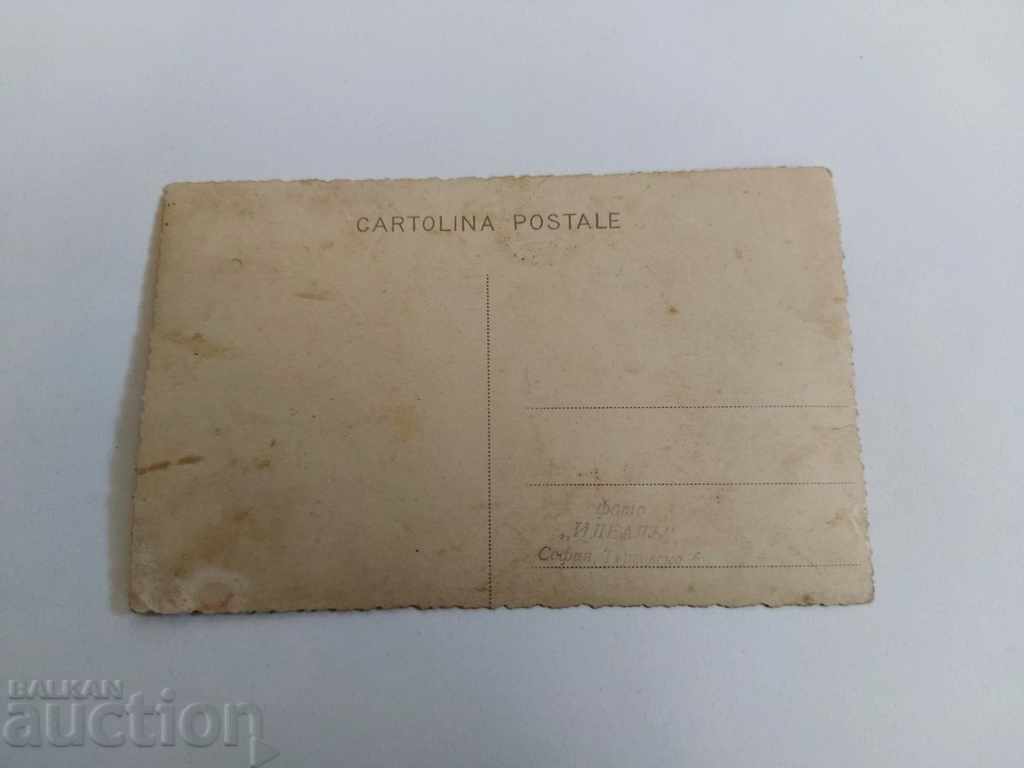 CARTOLINA POSTALE
Фото
„ИДЕАЛЪ“
София
BALKAN
auction